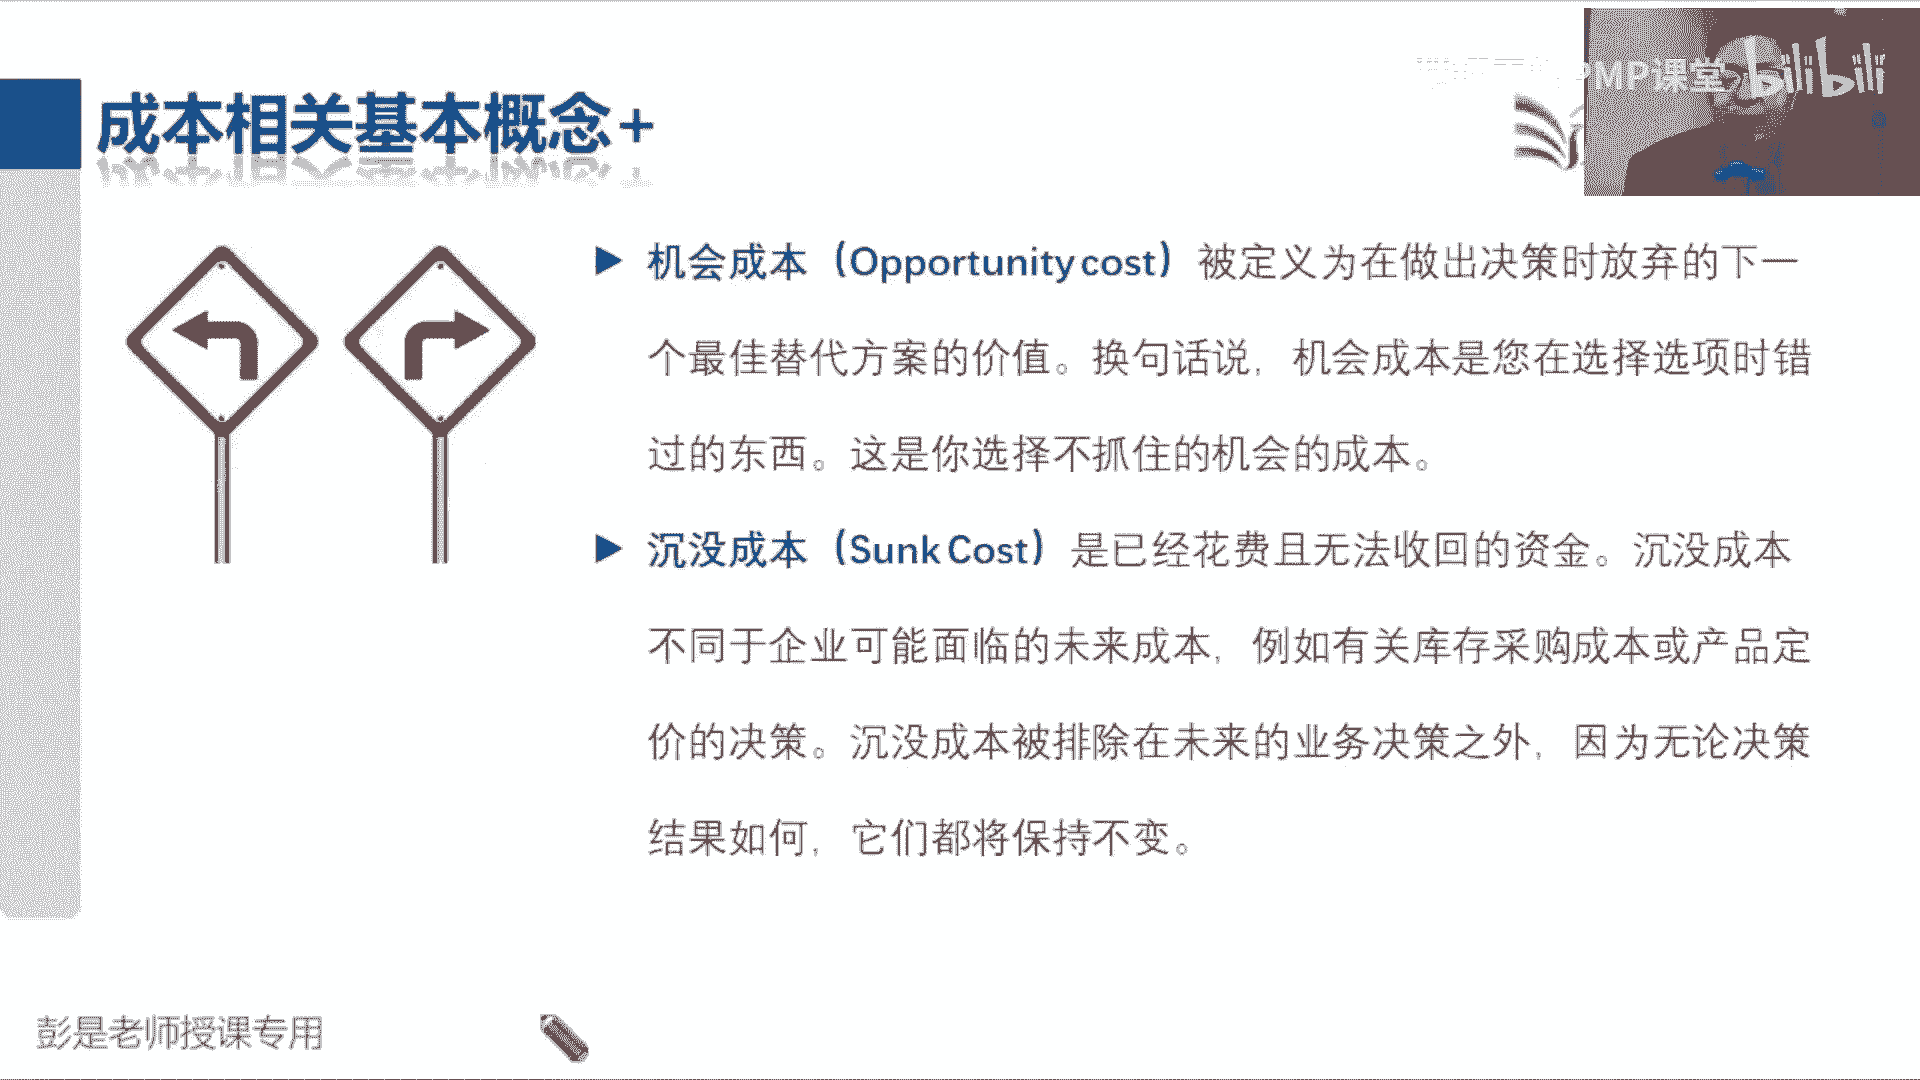 PMP课堂 bilibili
成本相关基本概念+
机会成本（Opportunity cost）被定义为在做出决策时放弃的下一
个最佳替代方案的价值。换句话说，机会成本是您在选择选项时错
过的东西。这是你选择不抓住的机会的成本。
沉没成本（Sunk Cost）是已经花费且无法收回的资金。沉没成本
不同于企业可能面临的未来成本，例如有关库存采购成本或产品定
价的决策。沉没成本被排除在未来的业务决策之外，因为无论决策
结果如何，它们都将保持不变。
彭是老师授课专用